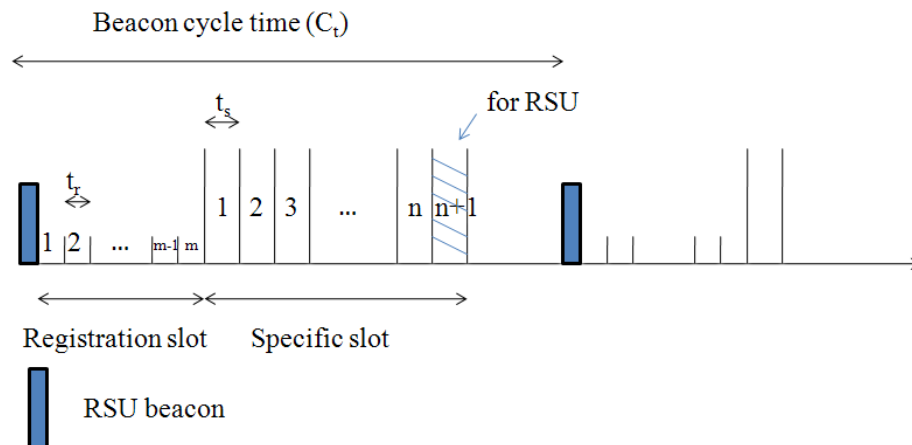 Beacon cycle time (Ct)
for RSU
ts
tr
1 2 ... m-1 m 1 2 3 ... n n+1
Registration slot Specific slot
RSU beacon